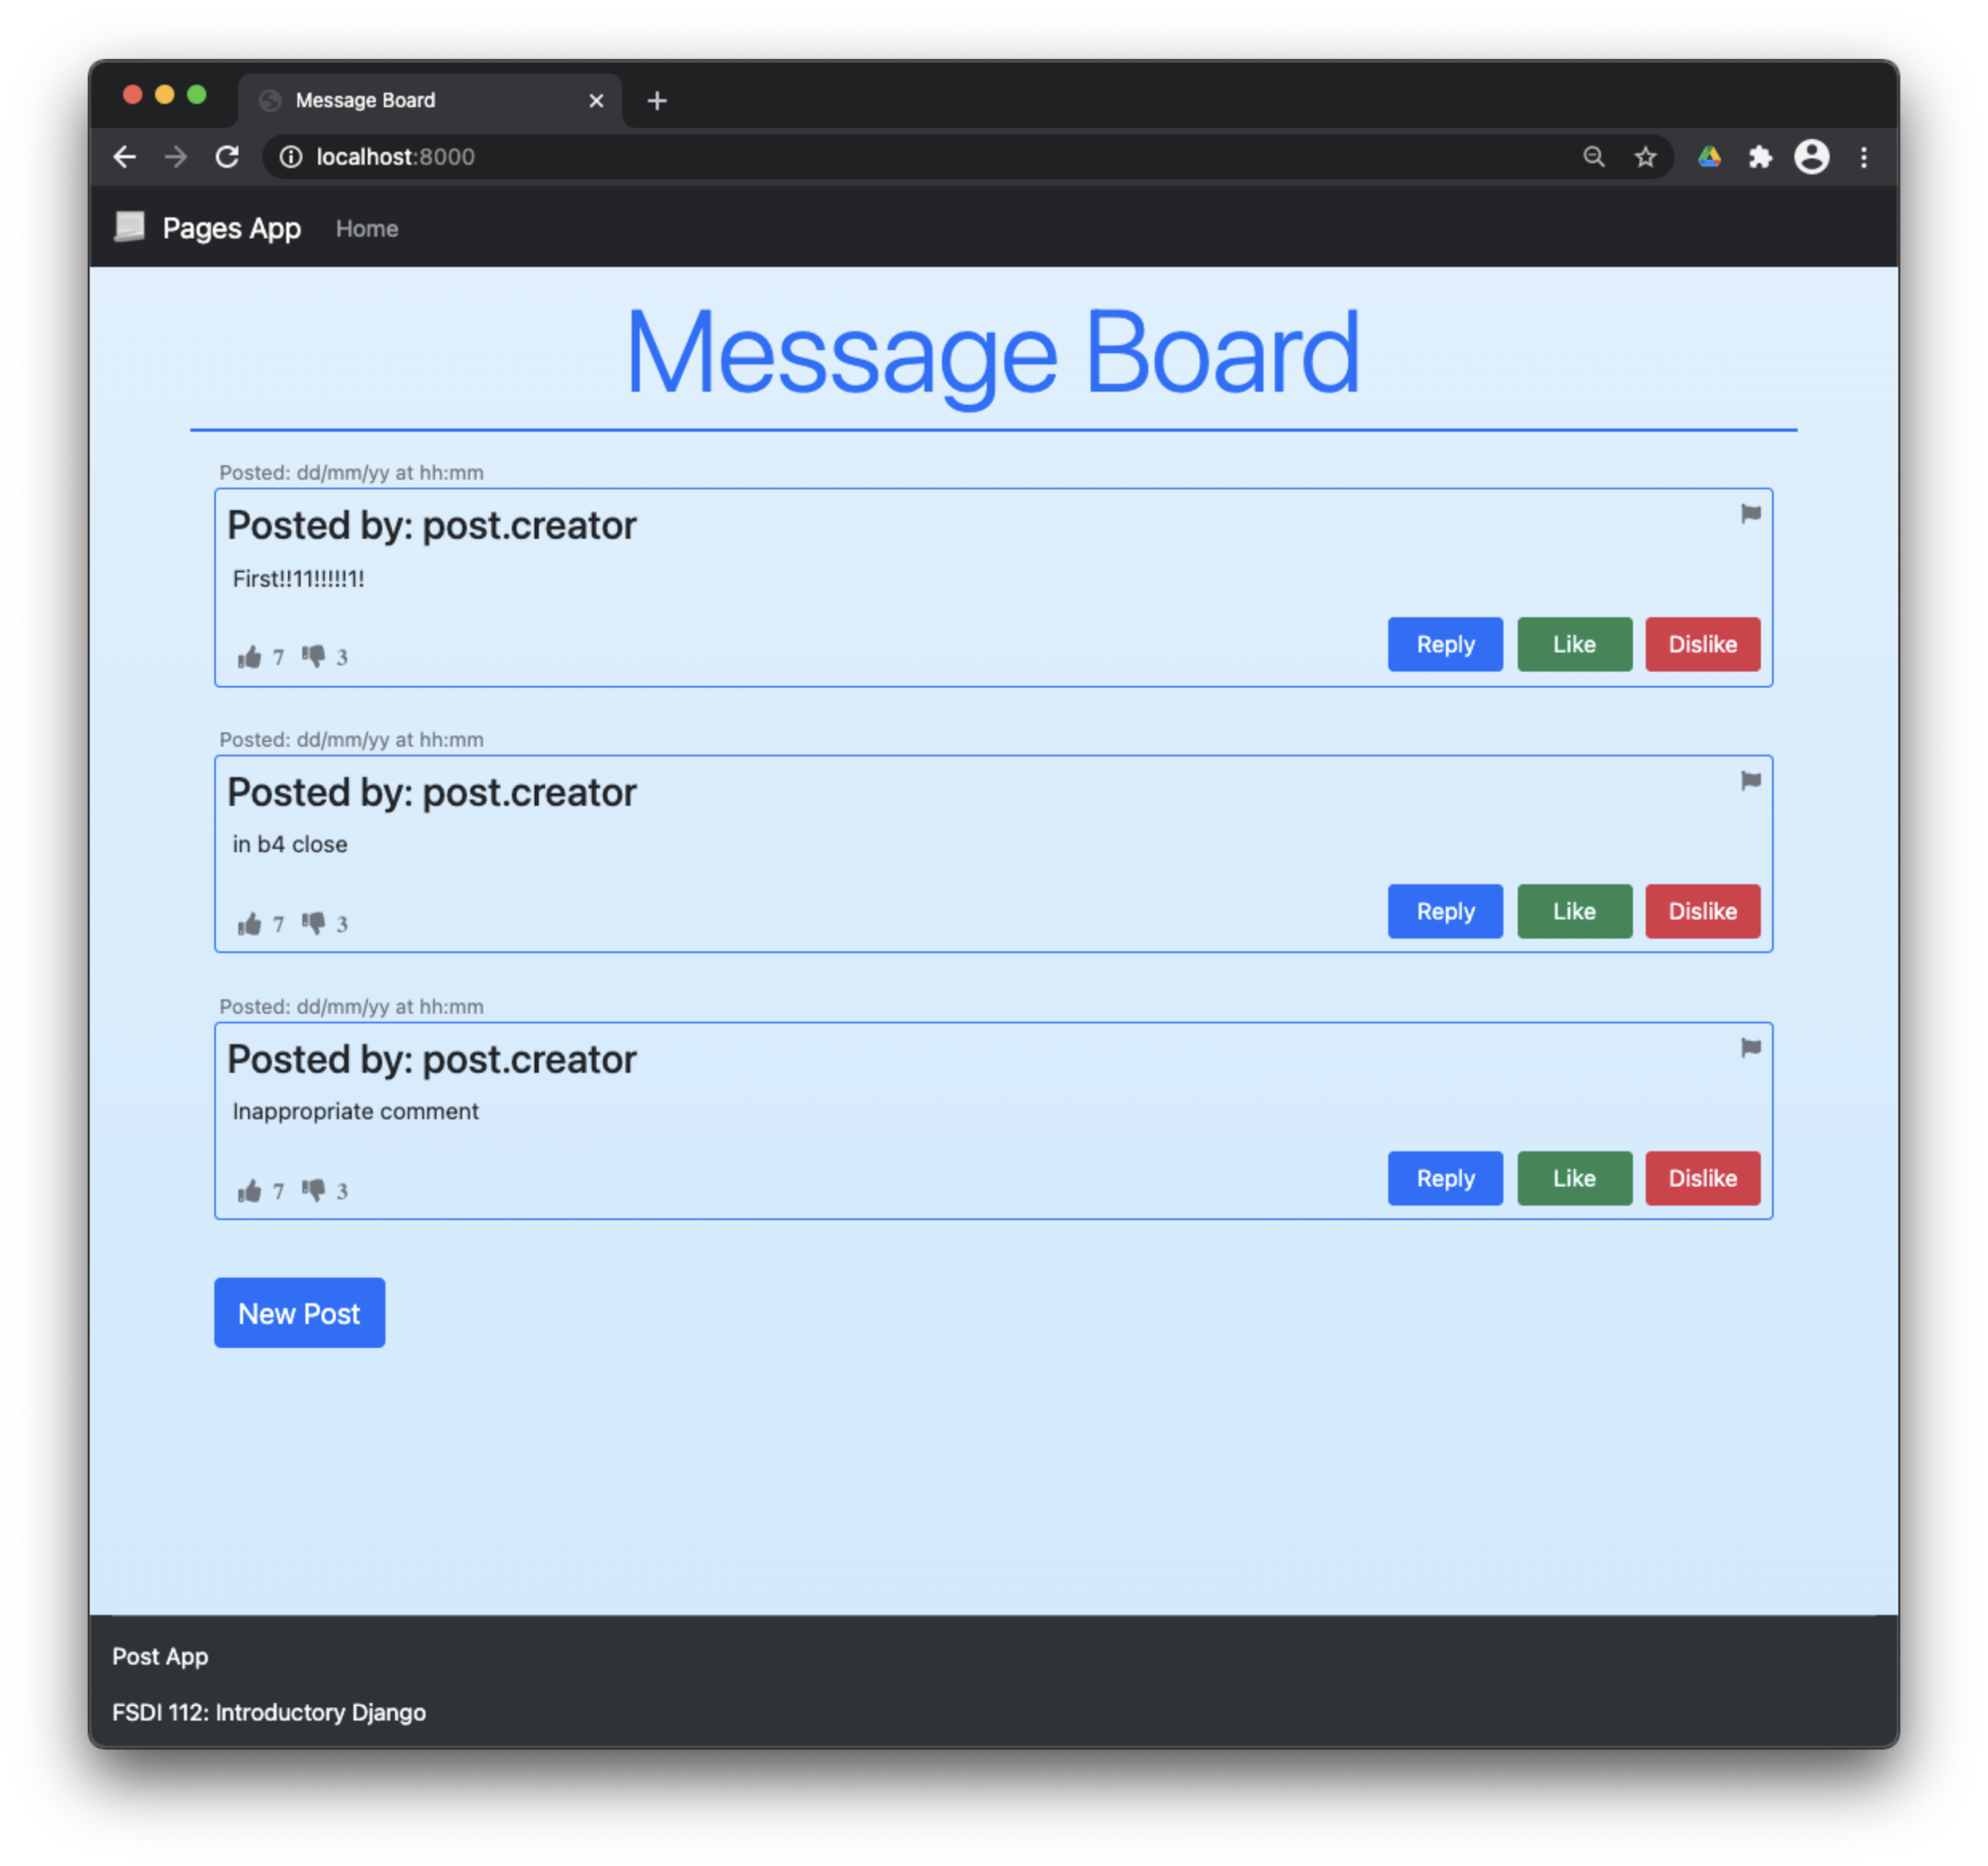 Message Board
localhost:8000
Pages App Home
Message Board
Posted: dd/mm/yy at hh:mm
Posted by: post.creator
First!!11!!!!!1!
7 3 Reply Like Dislike
Posted: dd/mm/yy at hh:mm
Posted by: post.creator
in b4 close
7 3 Reply Like Dislike
Posted: dd/mm/yy at hh:mm
Posted by: post.creator
Inappropriate comment
7 3 Reply Like Dislike
New Post
Post App
FSDI 112: Introductory Django